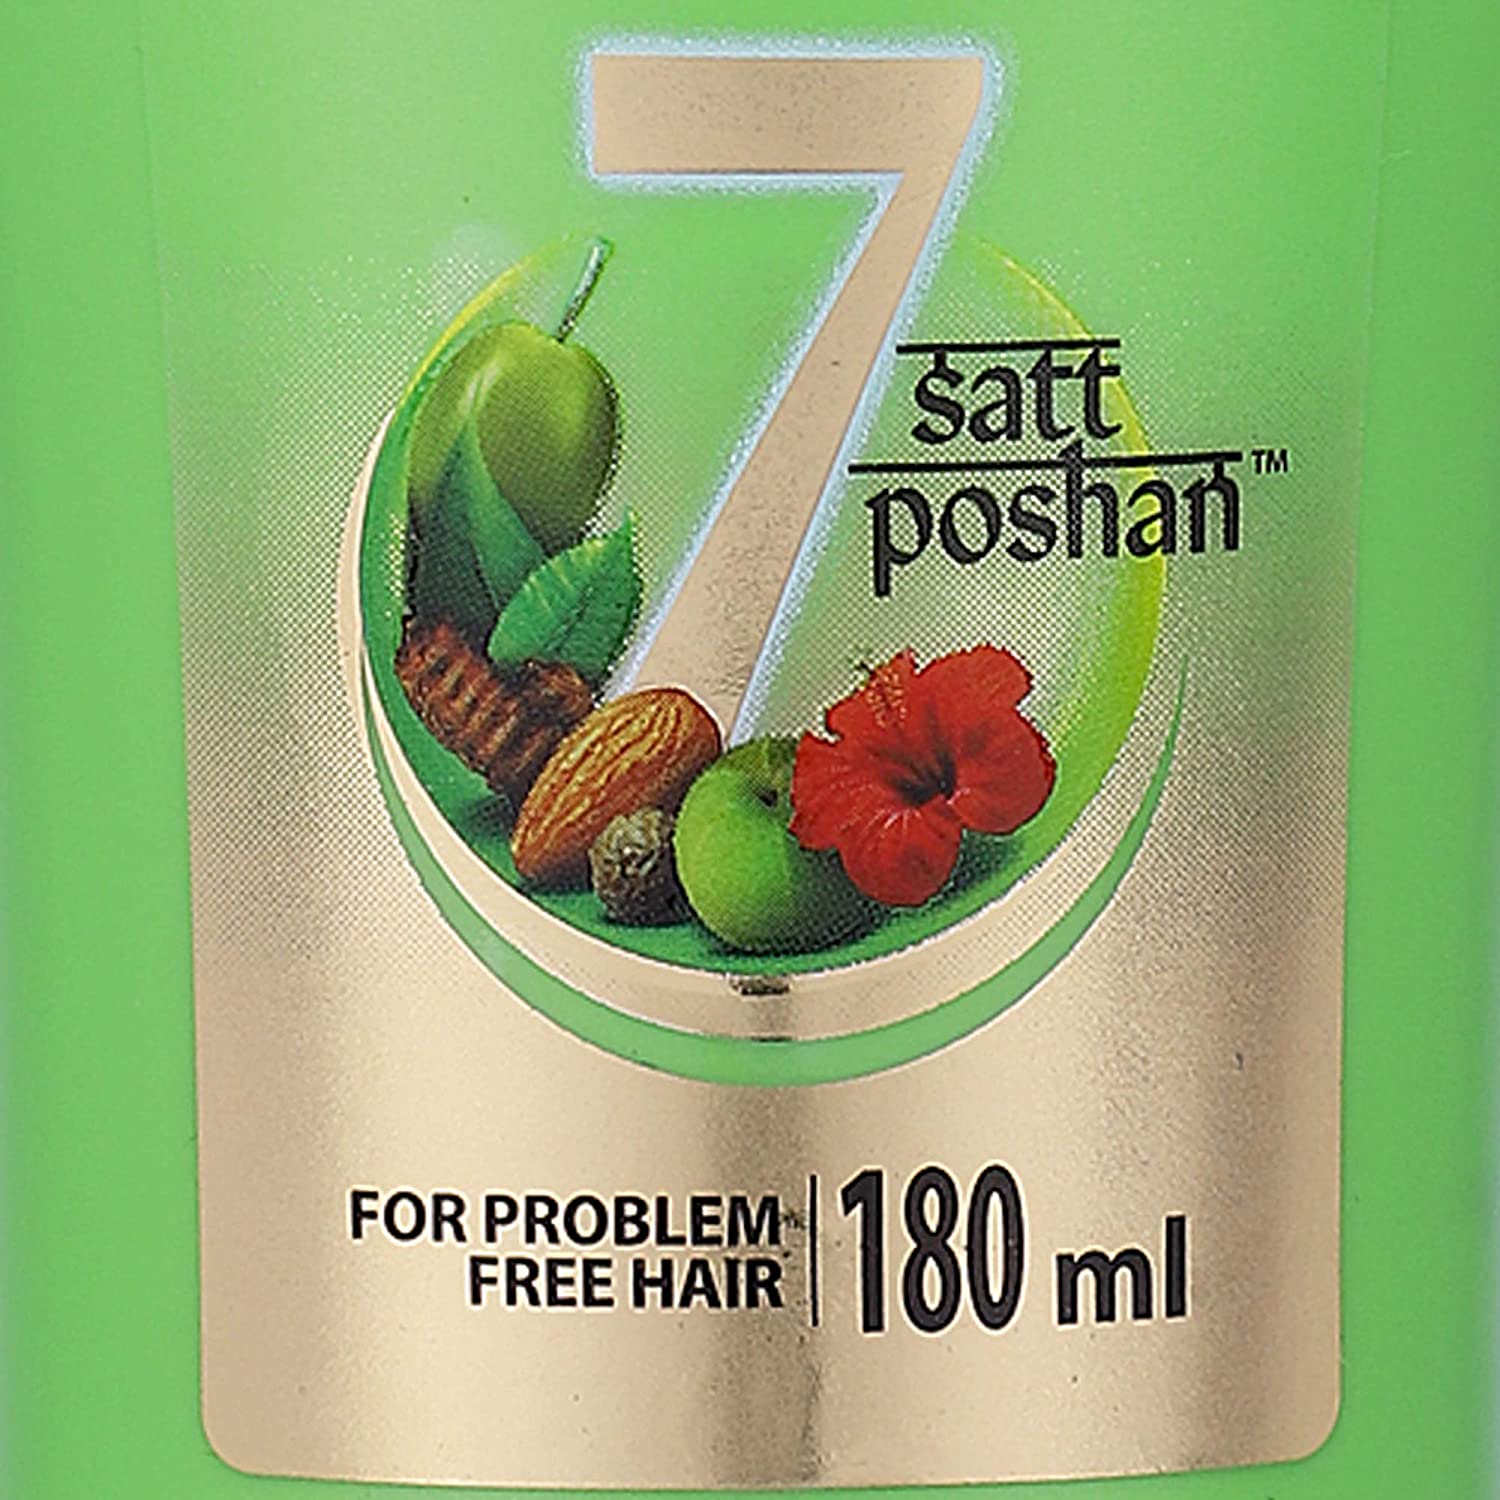 7
satt
poshan™
FOR PROBLEM
FREE HAIR
180 ml